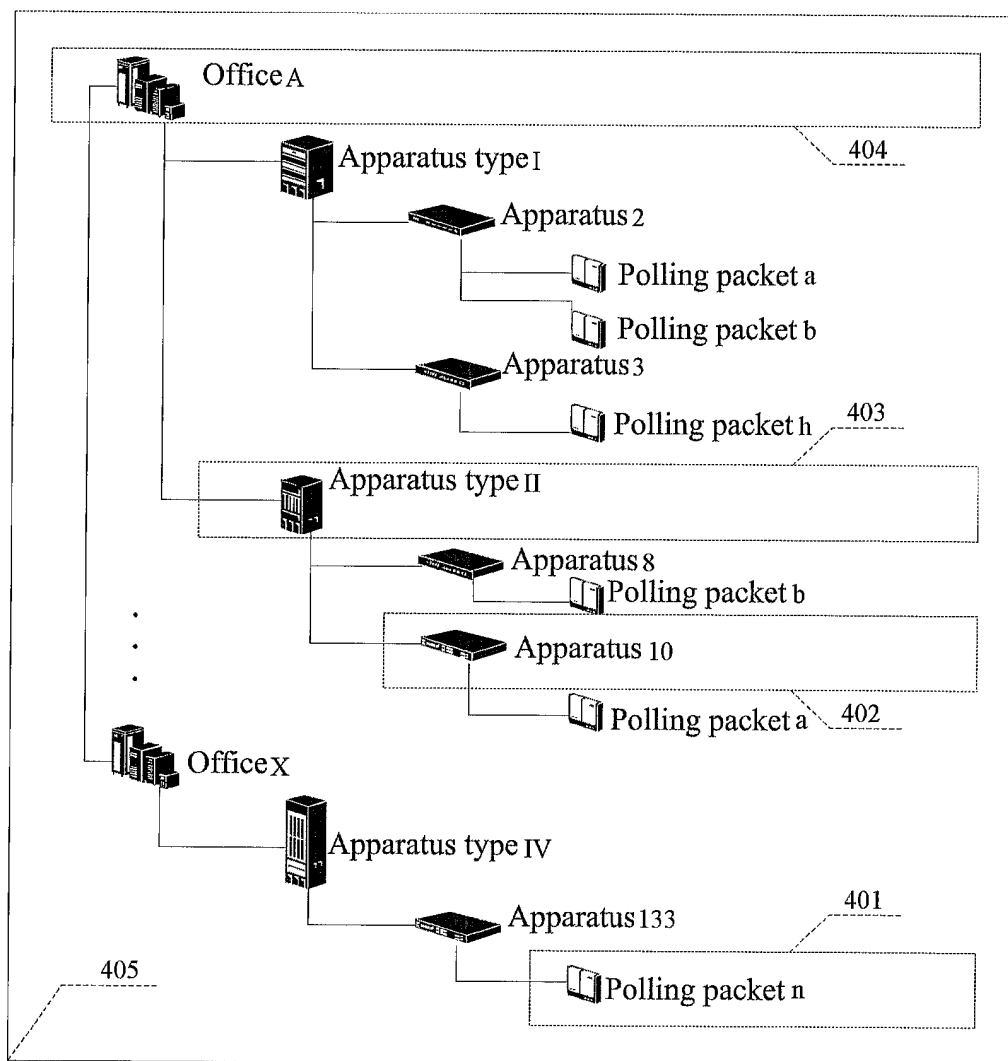 Office A
404
Apparatus type I
Apparatus 2
Polling packet a
Polling packet b
Apparatus 3
Polling packet h
403
Apparatus type II
Apparatus 8
Polling packet b
Apparatus 10
Polling packet a
402
Office X
Apparatus type IV
401
Apparatus 133
405
Polling packet n